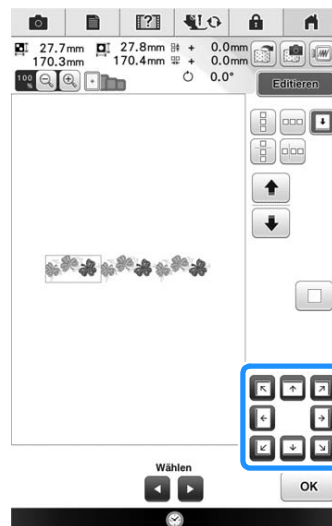 27.7mm 27.8mm + 0.0mm
170.3mm 170.4mm + 0.0mm
100 % 0.0° Editieren
Wählen
OK